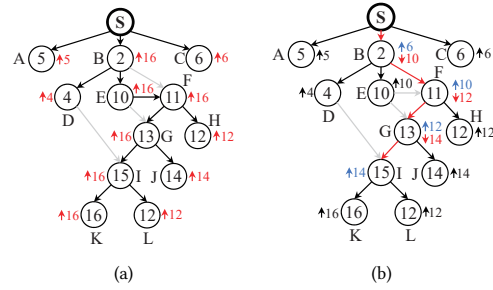 S
S
A 5 ↑5 B 2 ↑16 C 6 ↑6
A 5 ↑5 B 2 ↑6 ↓10 C 6 ↑6
↑4 4 D E 10 ↑16 F 11 ↑16
↑4 4 D E 10 ↑10 F 11 ↑10 ↓12
↑16 13 G H 12 ↑12
G 13 ↑12 ↓14 H 12 ↑12
↑16 15 I J 14 ↑14
↑14 15 I J 14 ↑14
↑16 16 12 ↑12
↑16 16 12 ↑12
K L
K L
(a)
(b)